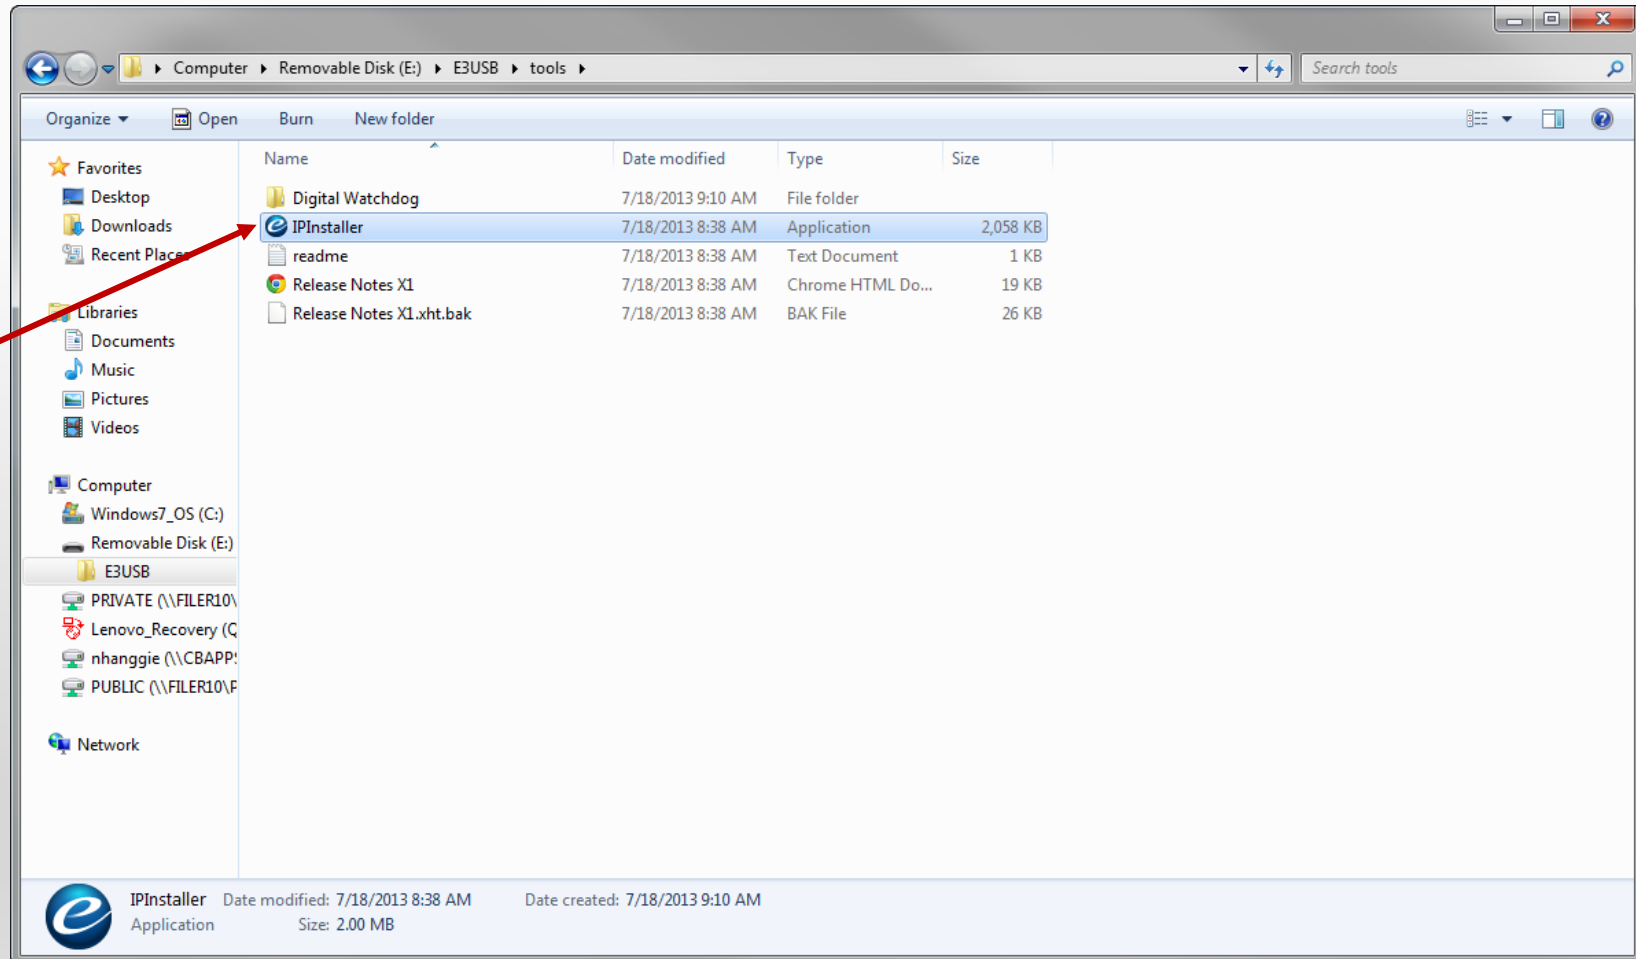 Computer Removable Disk (E:) E3USB tools
Search tools
Organize Open Burn New folder
Name Date modified Type Size
Favorites
Desktop
Downloads
Recent Places
Libraries
Documents
Music
Pictures
Videos
Computer
Windows7_OS (C:)
Removable Disk (E:)
E3USB
PRIVATE (\\FILER10\
Lenovo_Recovery (Q
nhanggie (\\CBAPPS
PUBLIC (\\FILER10\P
Network
Digital Watchdog 7/18/2013 9:10 AM File folder
IPInstaller 7/18/2013 8:38 AM Application 2,058 KB
readme 7/18/2013 8:38 AM Text Document 1 KB
Release Notes X1 7/18/2013 8:38 AM Chrome HTML Do... 19 KB
Release Notes X1.xht.bak 7/18/2013 8:38 AM BAK File 26 KB
IPInstaller Date modified: 7/18/2013 8:38 AM Date created: 7/18/2013 9:10 AM
Application Size: 2.00 MB